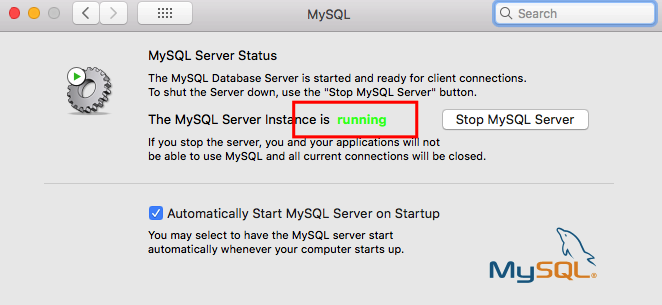 MySQL
Search
MySQL Server Status
The MySQL Database Server is started and ready for client connections.
To shut the Server down, use the "Stop MySQL Server" button.
The MySQL Server Instance is running
Stop MySQL Server
If you stop the server, you and your applications will not
be able to use MySQL and all current connections will be closed.
Automatically Start MySQL Server on Startup
You may select to have the MySQL server start
automatically whenever your computer starts up.
MySQL®